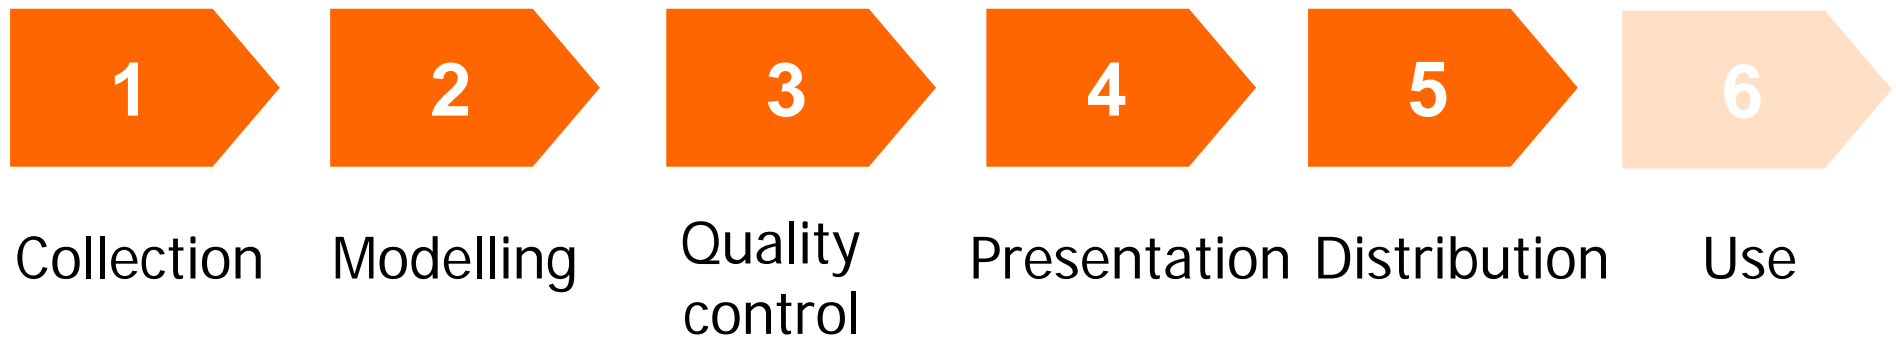 1 2 3 4 5 6
Collection Modelling Quality control Presentation Distribution Use